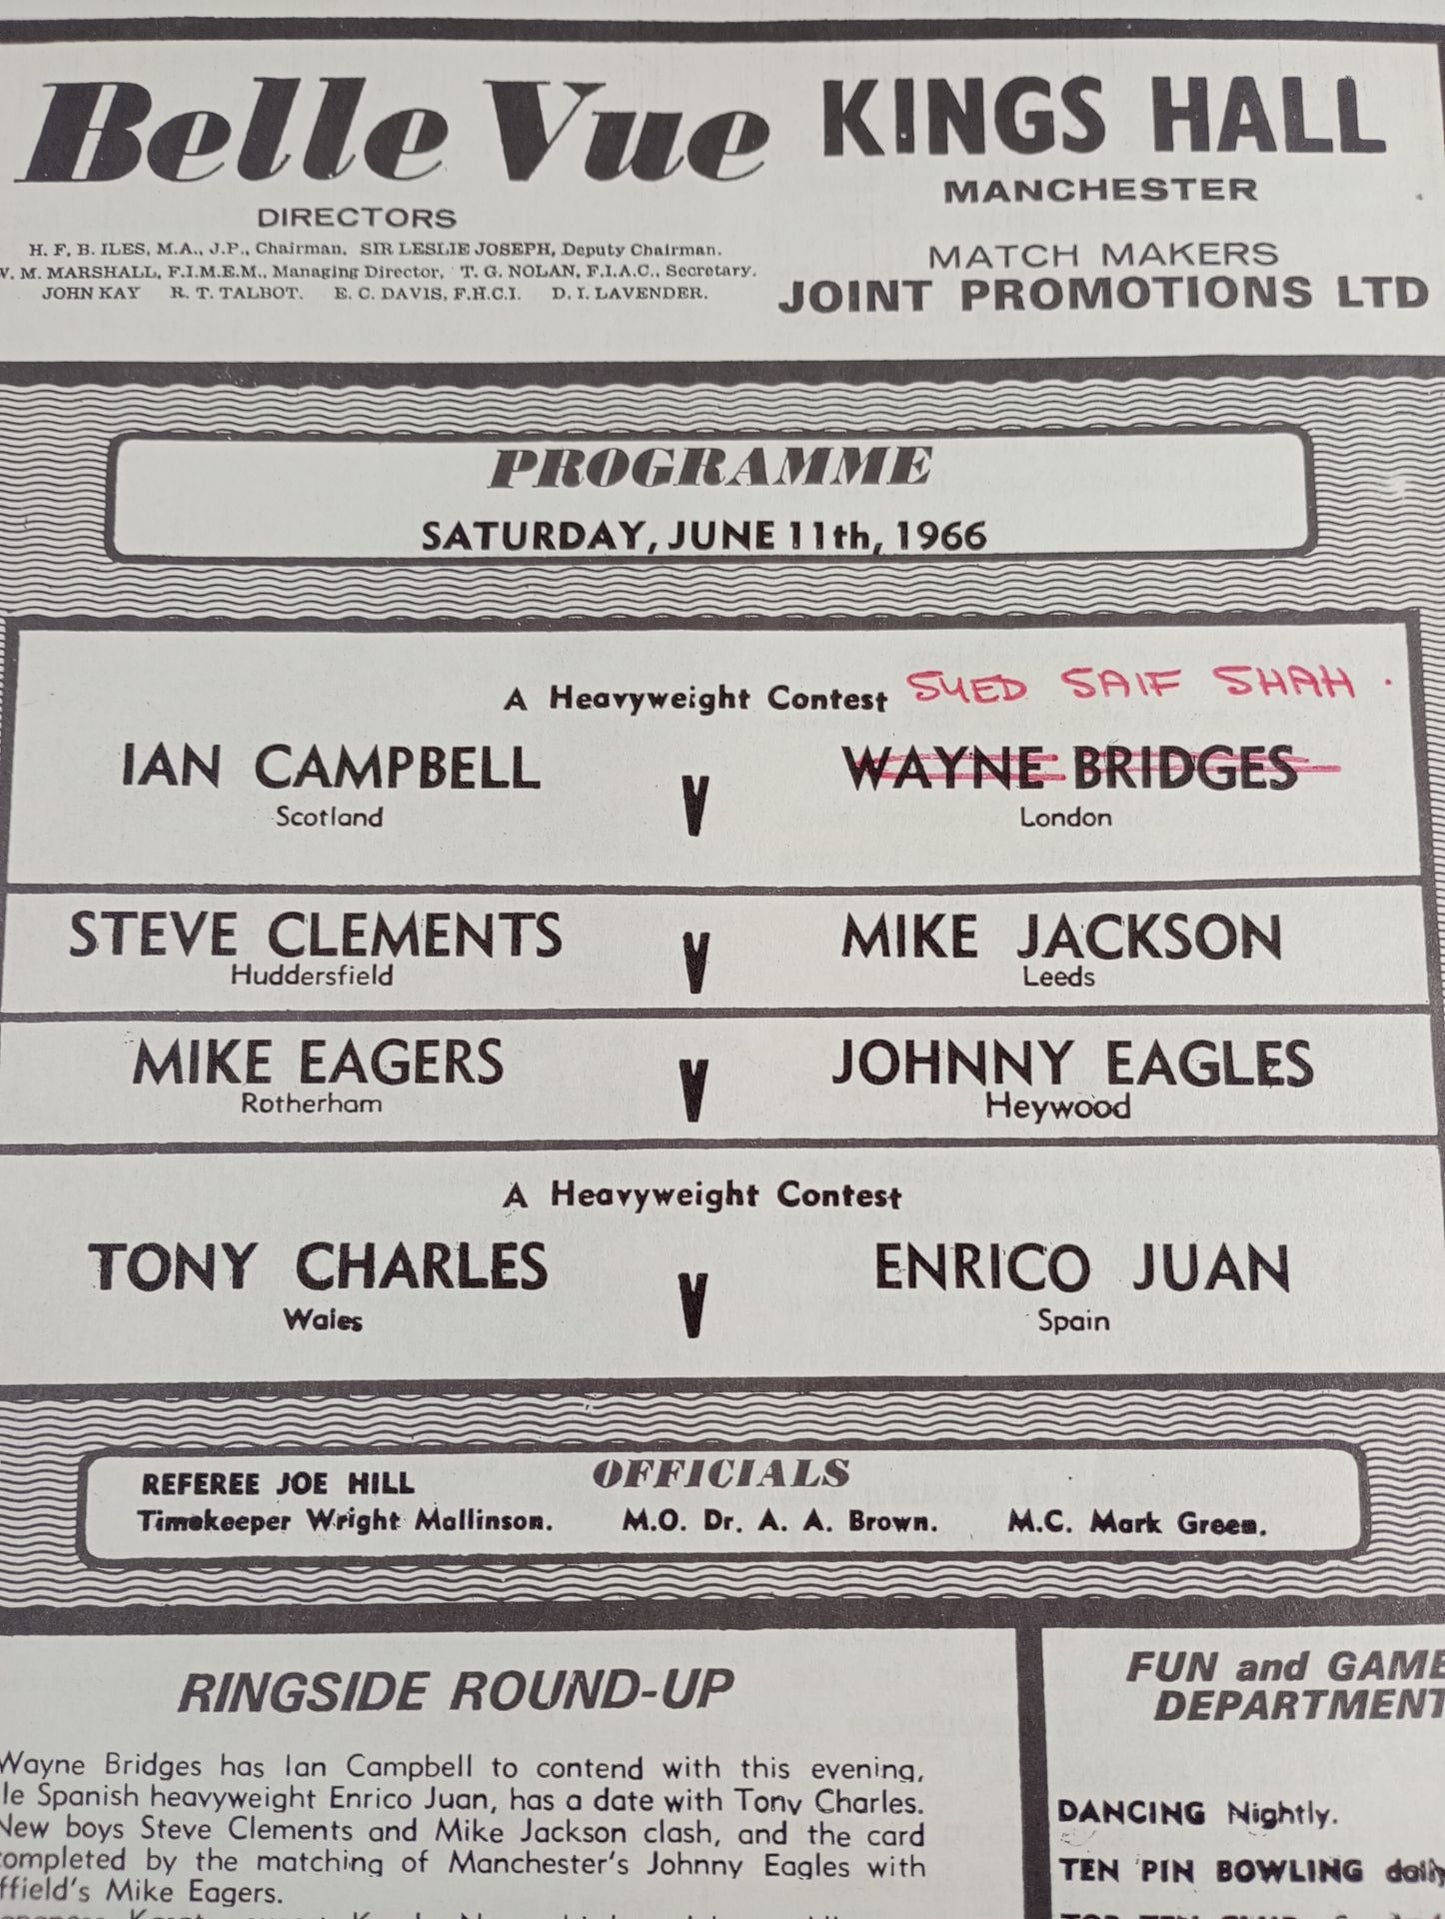 Belle Vue KINGS HALL
MANCHESTER
DIRECTORS
H. F. B. ILES, M.A., J.P., Chairman. SIR LESLIE JOSEPH, Deputy Chairman.
V. M. MARSHALL, F.I.M.E.M., Managing Director, T. G. NOLAN, F.I.A.C., Secretary.
JOHN KAY R. T. TALBOT. E. C. DAVIS, F.H.C.I. D. I. LAVENDER.
MATCH MAKERS
JOINT PROMOTIONS LTD
PROGRAMME
SATURDAY, JUNE 11th, 1966
A Heavyweight Contest SYED SAIF SHAH.
IAN CAMPBELL V WAYNE BRIDGES
Scotland London
STEVE CLEMENTS V MIKE JACKSON
Huddersfield Leeds
MIKE EAGERS V JOHNNY EAGLES
Rotherham Heywood
A Heavyweight Contest
TONY CHARLES V ENRICO JUAN
Wales Spain
OFFICIALS
REFEREE JOE HILL
Timekeeper Wright Mallinson. M.O. Dr. A. A. Brown. M.C. Mark Green.
RINGSIDE ROUND-UP
Wayne Bridges has Ian Campbell to contend with this evening,
le Spanish heavyweight Enrico Juan, has a date with Tony Charles.
New boys Steve Clements and Mike Jackson clash, and the card
completed by the matching of Manchester's Johnny Eagles with
ffield's Mike Eagers.
FUN and GAME
DEPARTMENT
DANCING Nightly.
TEN PIN BOWLING daily